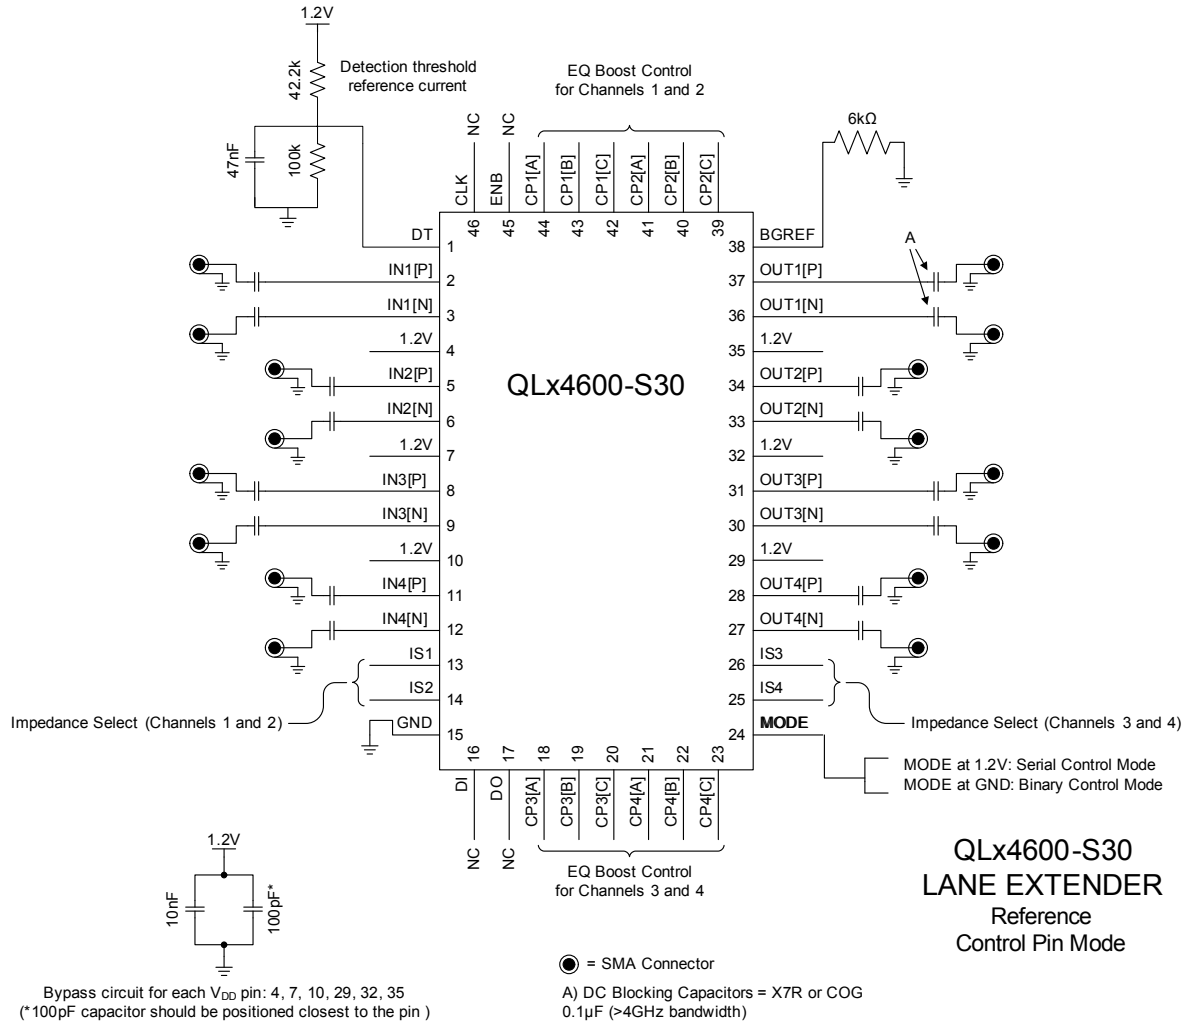 1.2V
42.2k
Detection threshold
reference current
47nF
100k
EQ Boost Control
for Channels 1 and 2
6kΩ
NC
NC
CLK
ENB
CP1[A]
CP1[B]
CP1[C]
CP2[A]
CP2[B]
CP2[C]
46
45
44
43
42
41
40
39
DT
1
IN1[P]
2
IN1[N]
3
1.2V
4
IN2[P]
5
IN2[N]
6
1.2V
7
IN3[P]
8
IN3[N]
9
1.2V
10
IN4[P]
11
IN4[N]
12
IS1
13
IS2
14
GND
15
Impedance Select (Channels 1 and 2)
QLx4600-S30
38
BGREF
A
37
OUT1[P]
36
OUT1[N]
35
1.2V
34
OUT2[P]
33
OUT2[N]
32
1.2V
31
OUT3[P]
30
OUT3[N]
29
1.2V
28
OUT4[P]
27
OUT4[N]
26
IS3
25
IS4
24
MODE
Impedance Select (Channels 3 and 4)
MODE at 1.2V: Serial Control Mode
MODE at GND: Binary Control Mode
16
17
18
19
20
21
22
23
DI
DO
CP3[A]
CP3[B]
CP3[C]
CP4[A]
CP4[B]
CP4[C]
NC
NC
EQ Boost Control
for Channels 3 and 4
1.2V
10nF
100pF*
Bypass circuit for each VDD pin: 4, 7, 10, 29, 32, 35
(*100pF capacitor should be positioned closest to the pin )
= SMA Connector
A) DC Blocking Capacitors = X7R or COG
0.1µF (>4GHz bandwidth)
QLx4600-S30
LANE EXTENDER
Reference
Control Pin Mode